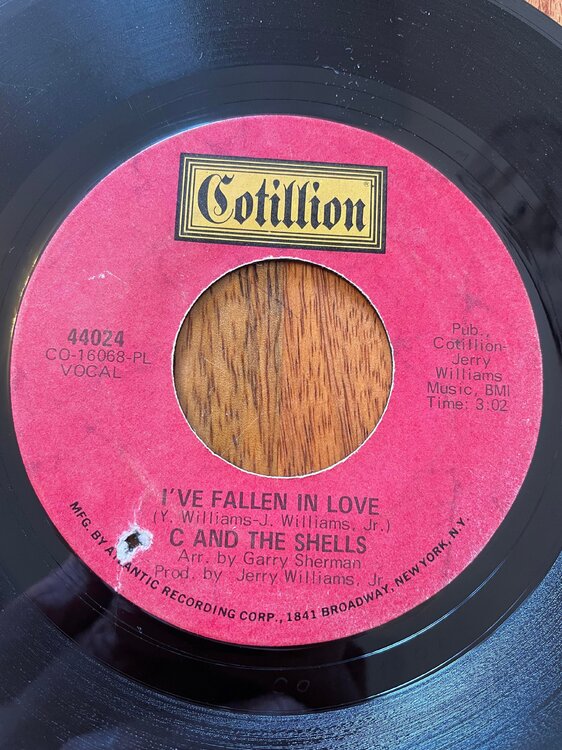 Cotillion
®
44024
CO-16068-PL
VOCAL
Pub.,
Cotillion-
Jerry
Williams
Music, BMI
Time: 3:02
I'VE FALLEN IN LOVE
(Y. Williams-J. Williams, Jr.)
C AND THE SHELLS
Arr. by Garry Sherman
Prod. by Jerry Williams, Jr.
MFG. BY ATLANTIC RECORDING CORP., 1841 BROADWAY, NEW YORK, N.Y.